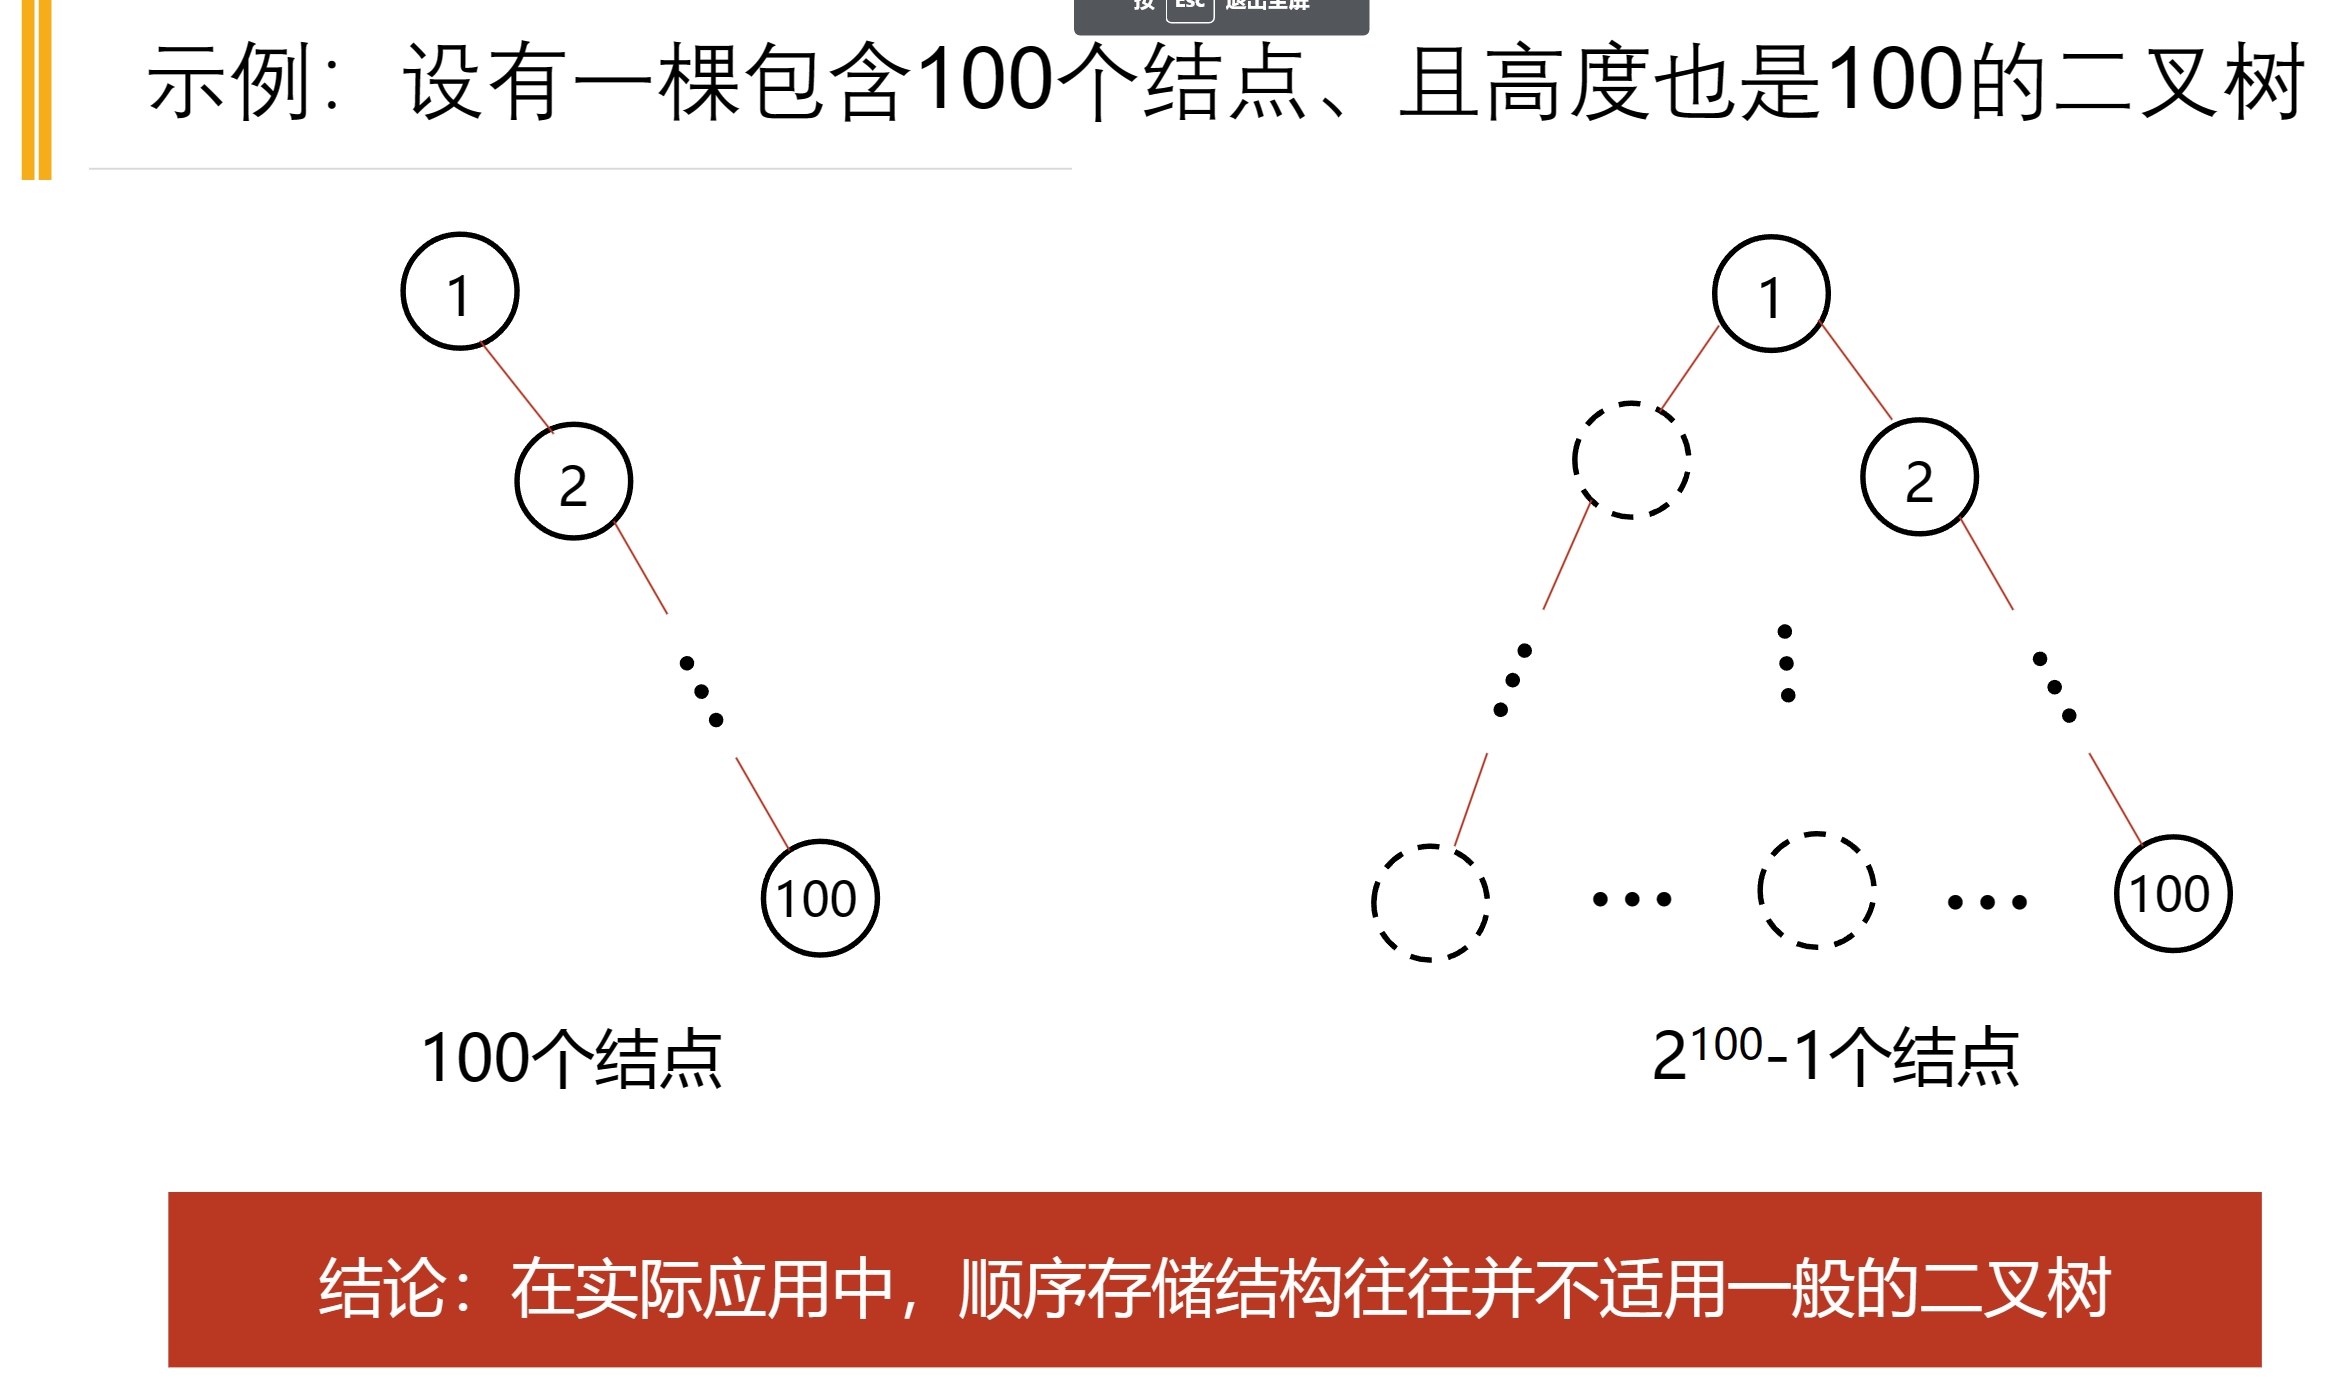 按 Esc 退出全屏
示例：设有一棵包含100个结点、且高度也是100的二叉树
1
1
2
2
100
100
100个结点
2¹⁰⁰-1个结点
结论：在实际应用中，顺序存储结构往往并不适用一般的二叉树